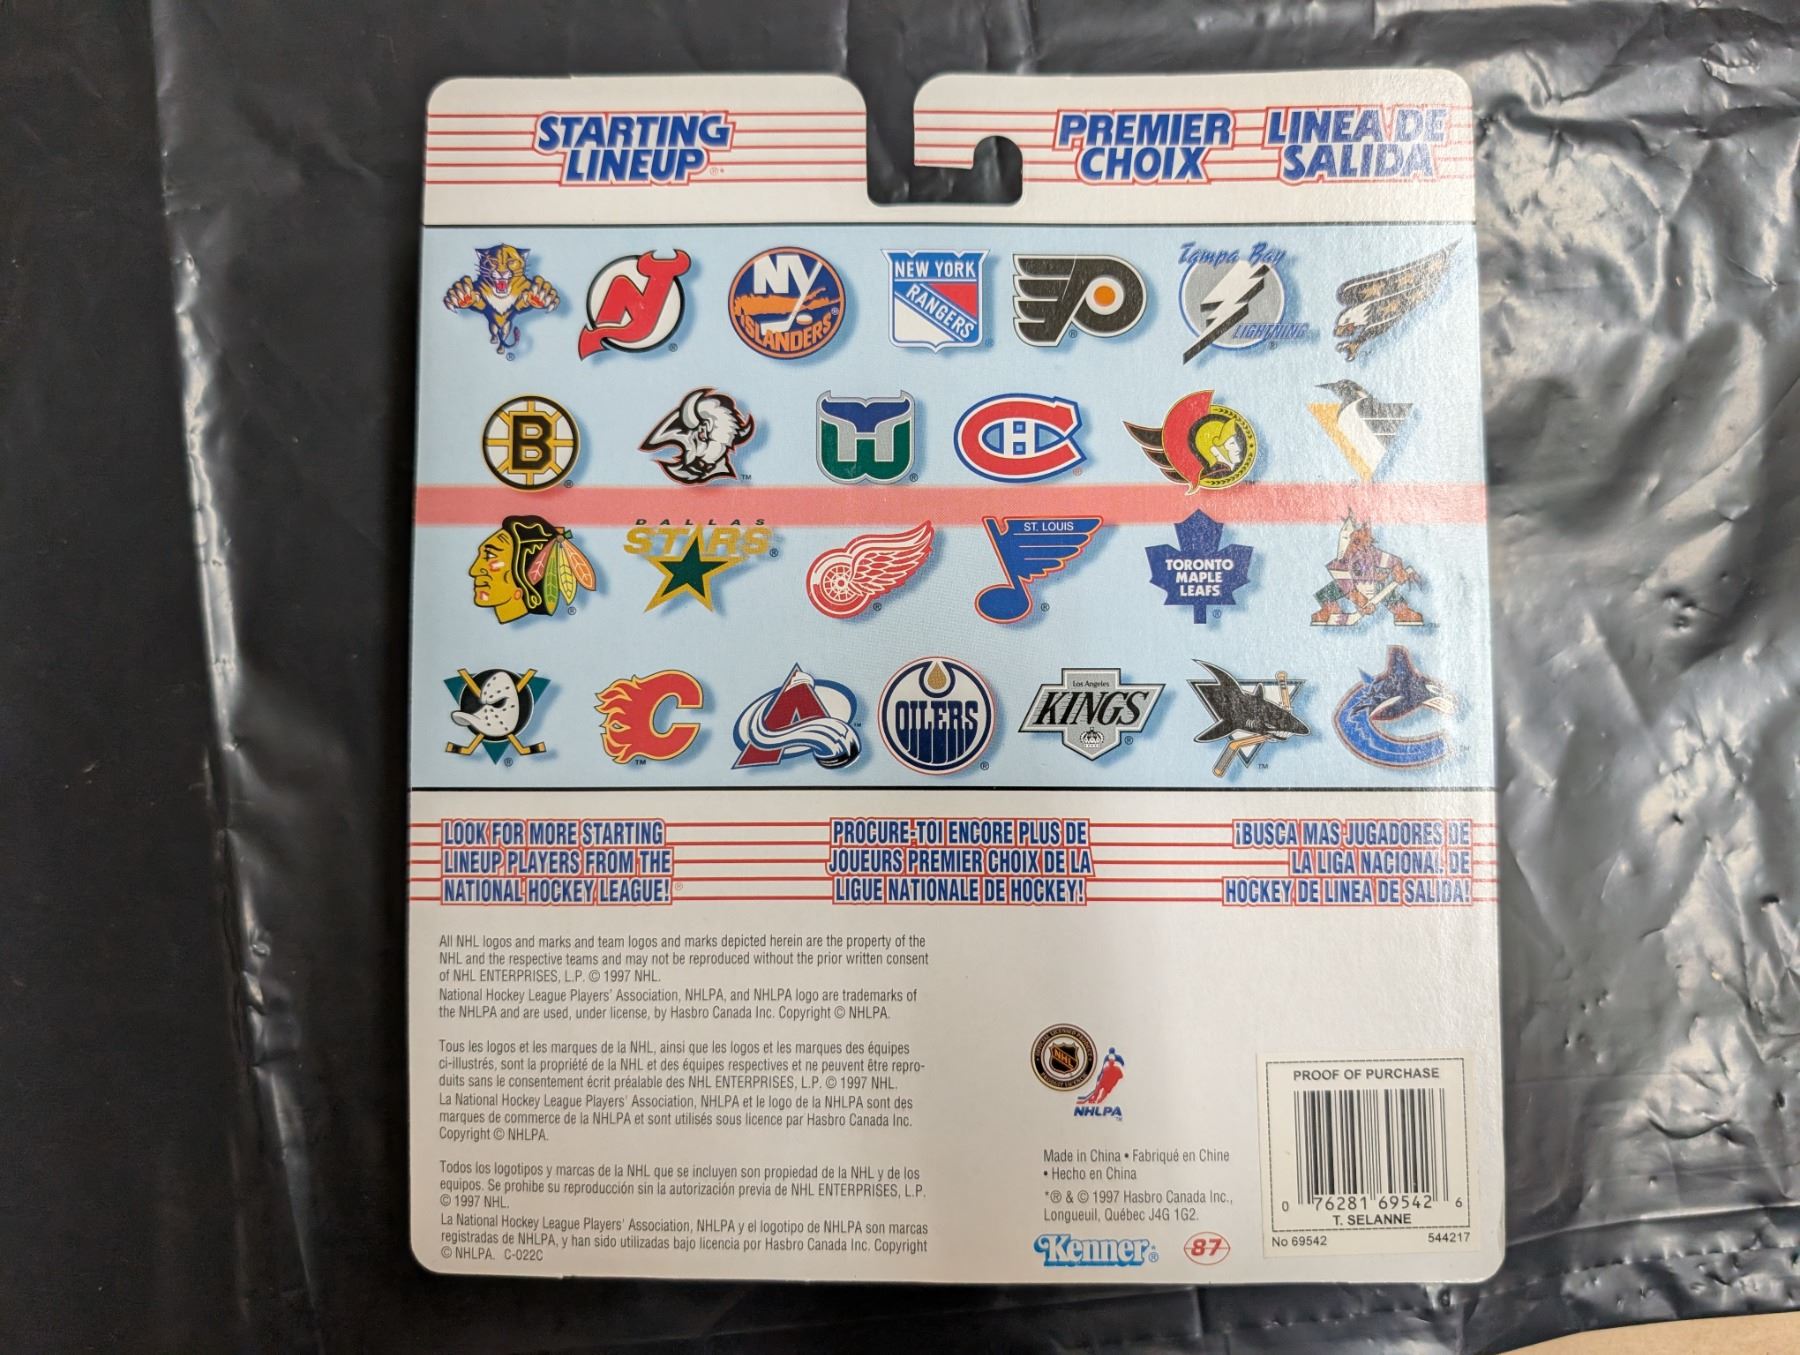 STARTING
LINEUP ®*
PREMIER
CHOIX
LINEA DE
SALIDA
NY
ISLANDERS
NEW YORK
RANGERS
Tampa Bay
LIGHTNING
B
DALLAS
STARS
ST. LOUIS
TORONTO
MAPLE
LEAFS
OILERS
Los Angeles
KINGS
LOOK FOR MORE STARTING
LINEUP PLAYERS FROM THE
NATIONAL HOCKEY LEAGUE!
PROCURE-TOI ENCORE PLUS DE
JOUEURS PREMIER CHOIX DE LA
LIGUE NATIONALE DE HOCKEY!
¡BUSCA MAS JUGADORES DE
LA LIGA NACIONAL DE
HOCKEY DE LINEA DE SALIDA!
All NHL logos and marks and team logos and marks depicted herein are the property of the
NHL and the respective teams and may not be reproduced without the prior written consent
of NHL ENTERPRISES, L.P. © 1997 NHL.
National Hockey League Players' Association, NHLPA, and NHLPA logo are trademarks of
the NHLPA and are used, under license, by Hasbro Canada Inc. Copyright © NHLPA.
Tous les logos et les marques de la NHL, ainsi que les logos et les marques des équipes
ci-illustrés, sont la propriété de la NHL et des équipes respectives et ne peuvent être repro-
duits sans le consentement écrit préalable des NHL ENTERPRISES, L.P. © 1997 NHL.
La National Hockey League Players' Association, NHLPA et le logo de la NHLPA sont des
marques de commerce de la NHLPA et sont utilisés sous licence par Hasbro Canada Inc.
Copyright © NHLPA.
Todos los logotipos y marcas de la NHL que se incluyen son propiedad de la NHL y de los
equipos. Se prohibe su reproducción sin la autorización previa de NHL ENTERPRISES, L.P.
© 1997 NHL.
La National Hockey League Players' Association, NHLPA y el logotipo de NHLPA son marcas
registradas de NHLPA, y han sido utilizadas bajo licencia por Hasbro Canada Inc. Copyright
© NHLPA. C-022C
NHL
NHLPA
Made in China • Fabriqué en Chine
• Hecho en China
*® & © 1997 Hasbro Canada Inc.,
Longueuil, Québec J4G 1G2.
Kenner®
87
PROOF OF PURCHASE
0 76281 69542 6
T. SELANNE
No 69542 544217